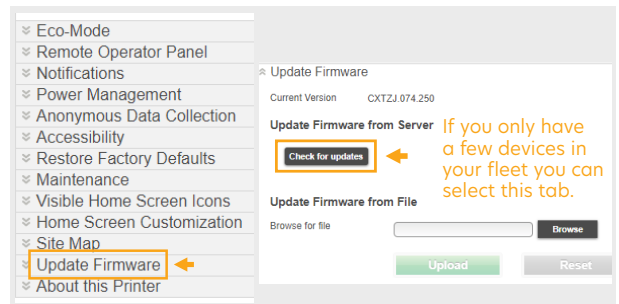 Eco-Mode
Remote Operator Panel
Notifications
Power Management
Anonymous Data Collection
Accessibility
Restore Factory Defaults
Maintenance
Visible Home Screen Icons
Home Screen Customization
Site Map
Update Firmware
About this Printer
Update Firmware
Current Version CXTZJ.074.250
Update Firmware from Server
Check for updates
If you only have
a few devices in
your fleet you can
select this tab.
Update Firmware from File
Browse for file
Browse
Upload
Reset